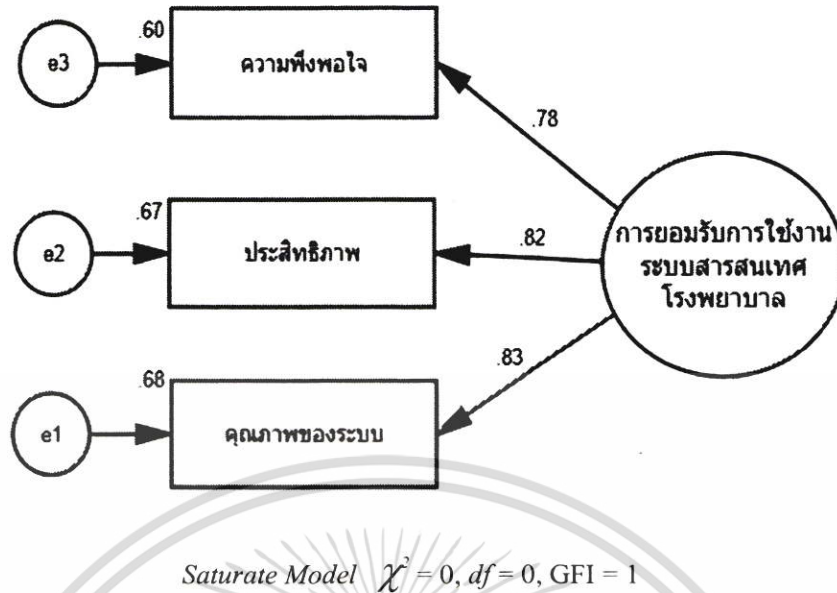 .60
e3
ความพึงพอใจ
.78
.67
e2
ประสิทธิภาพ
.82
การยอมรับการใช้งาน
ระบบสารสนเทศ
โรงพยาบาล
.83
.68
e1
คุณภาพของระบบ
Saturate Model χ² = 0, df = 0, GFI = 1